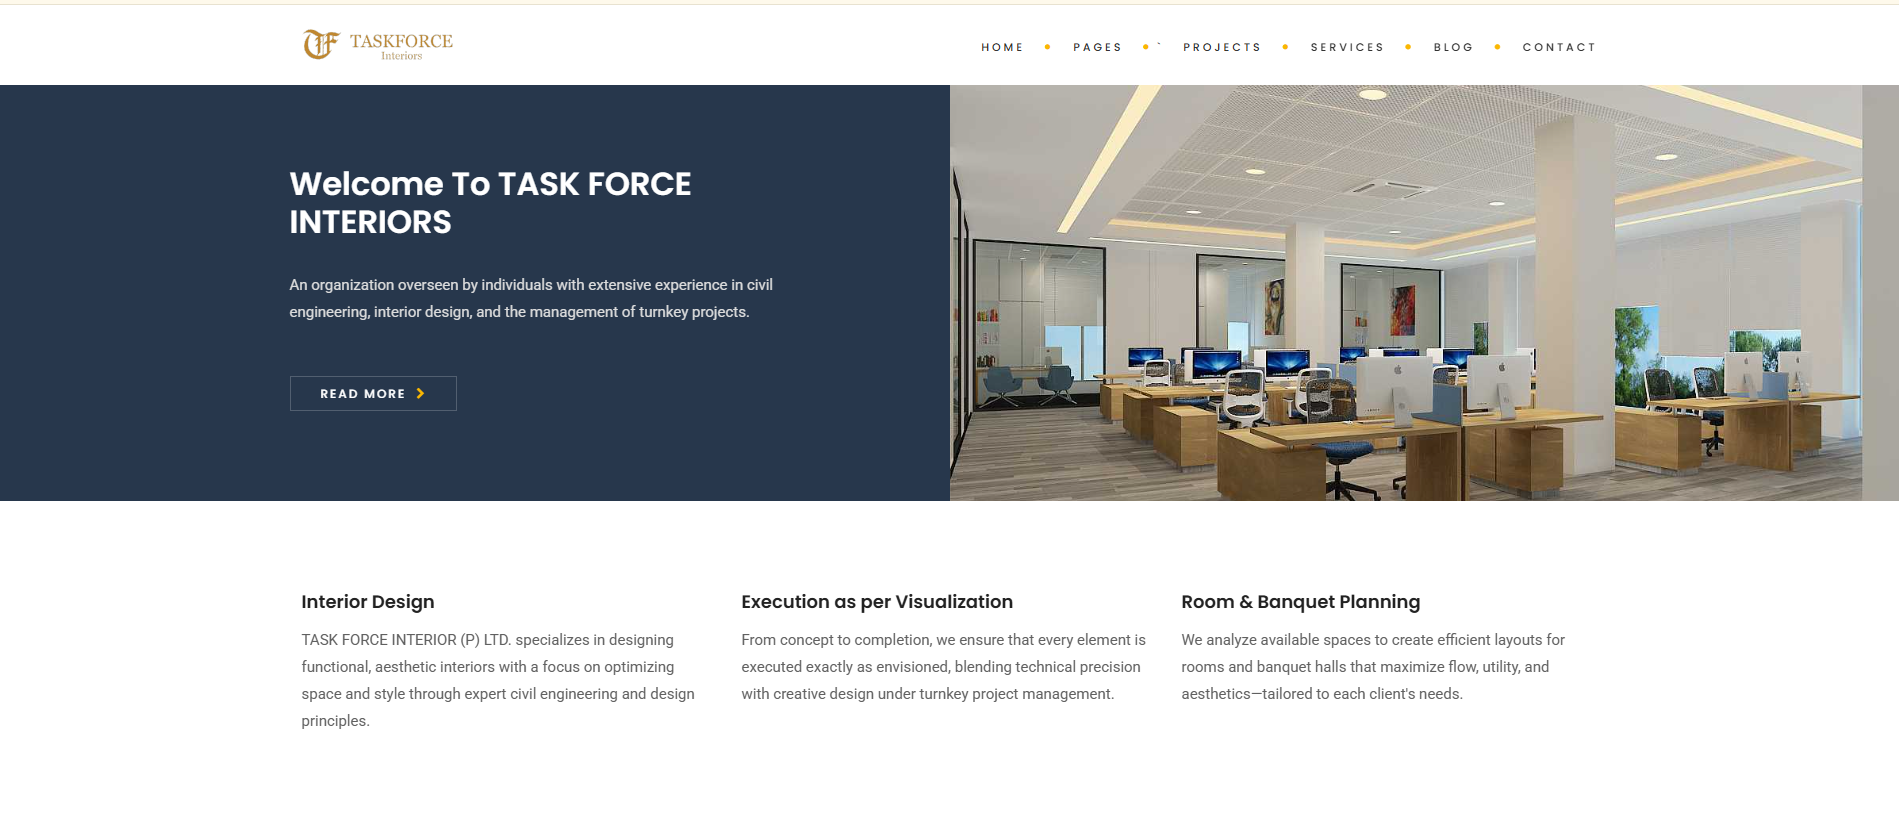 TF TASKFORCE
Interiors
HOME • PAGES • ` PROJECTS • SERVICES • BLOG • CONTACT
Welcome To TASK FORCE
INTERIORS
An organization overseen by individuals with extensive experience in civil
engineering, interior design, and the management of turnkey projects.
READ MORE
Interior Design
TASK FORCE INTERIOR (P) LTD. specializes in designing
functional, aesthetic interiors with a focus on optimizing
space and style through expert civil engineering and design
principles.
Execution as per Visualization
From concept to completion, we ensure that every element is
executed exactly as envisioned, blending technical precision
with creative design under turnkey project management.
Room & Banquet Planning
We analyze available spaces to create efficient layouts for
rooms and banquet halls that maximize flow, utility, and
aesthetics—tailored to each client's needs.